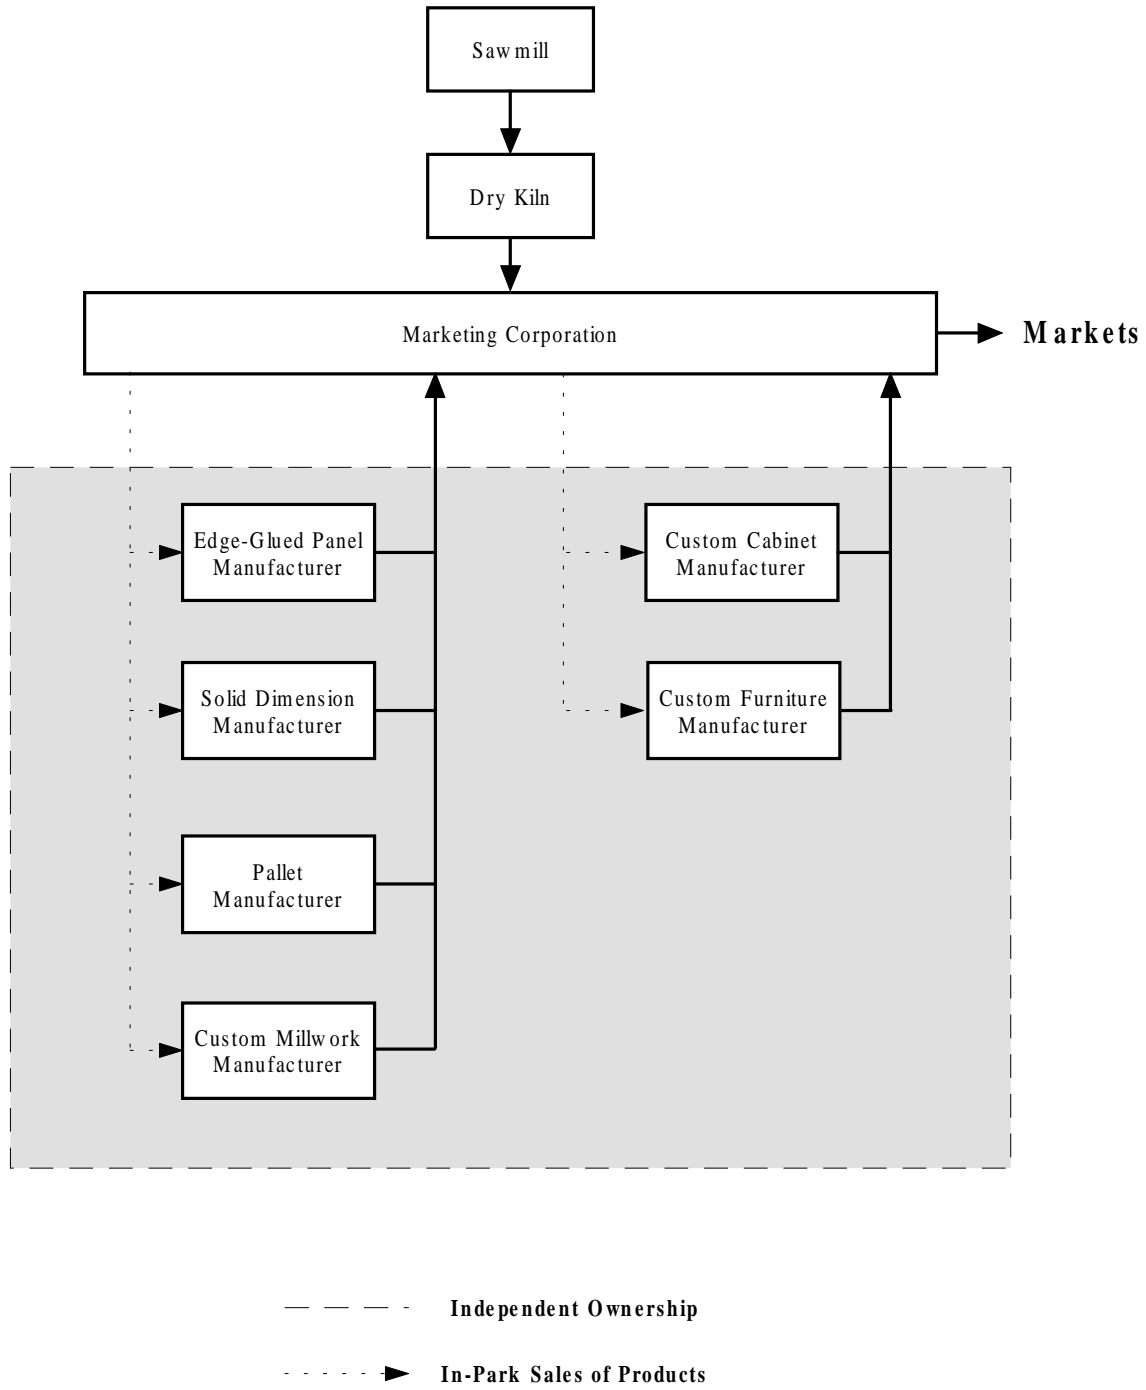 Sawmill
Dry Kiln
Marketing Corporation
Markets
Edge-Glued Panel
Manufacturer
Custom Cabinet
Manufacturer
Solid Dimension
Manufacturer
Custom Furniture
Manufacturer
Pallet
Manufacturer
Custom Millwork
Manufacturer
Independent Ownership
In-Park Sales of Products